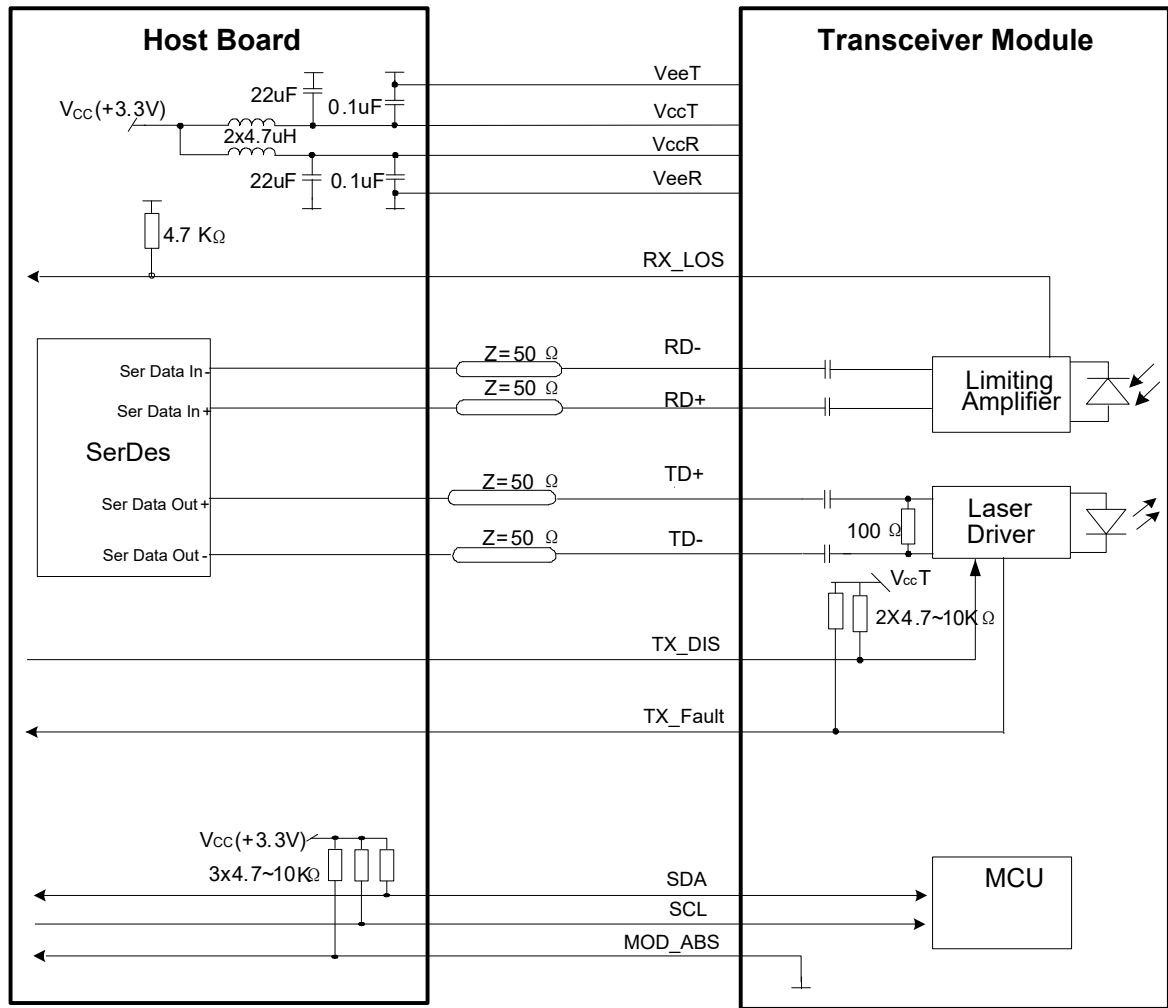 Host Board
Transceiver Module
VeeT
22uF
0.1uF
VCC(+3.3V)
VccT
2x4.7uH
VccR
22uF
0.1uF
VeeR
4.7 KΩ
RX_LOS
Z=50 Ω
RD-
Ser Data In-
Limiting
Amplifier
Z=50 Ω
RD+
Ser Data In+
SerDes
Z=50 Ω
TD+
Ser Data Out+
Laser
Driver
100 Ω
Z=50 Ω
TD-
Ser Data Out-
VccT
2X4.7~10KΩ
TX_DIS
TX_Fault
VCC(+3.3V)
3x4.7~10KΩ
SDA
MCU
SCL
MOD_ABS